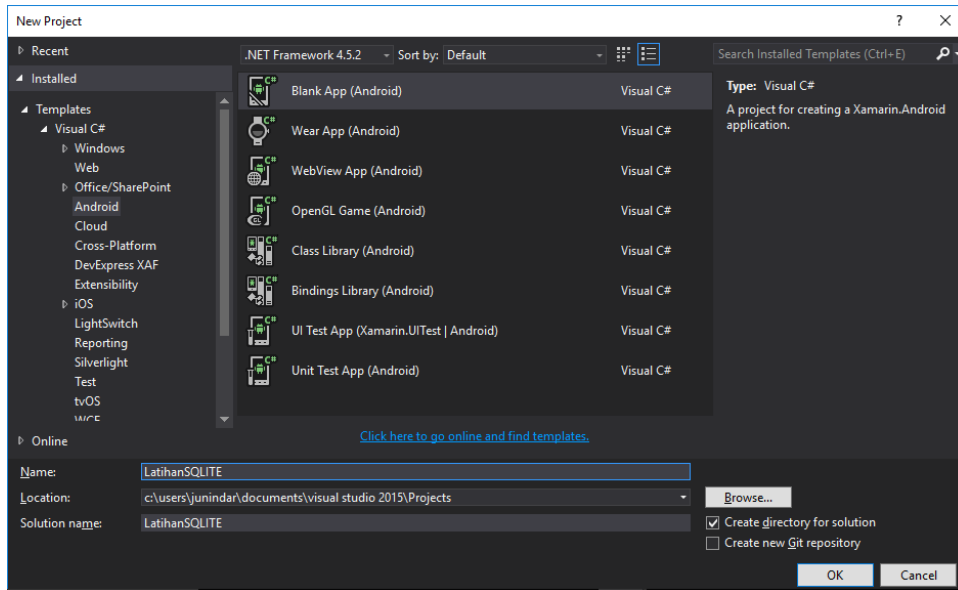 New Project
Recent
.NET Framework 4.5.2 Sort by: Default
Search Installed Templates (Ctrl+E)
Installed
Templates
Visual C#
Windows
Web
Office/SharePoint
Android
Cloud
Cross-Platform
DevExpress XAF
Extensibility
iOS
LightSwitch
Reporting
Silverlight
Test
tvOS
WCF
Online
Blank App (Android) Visual C#
Wear App (Android) Visual C#
WebView App (Android) Visual C#
OpenGL Game (Android) Visual C#
Class Library (Android) Visual C#
Bindings Library (Android) Visual C#
UI Test App (Xamarin.UITest | Android) Visual C#
Unit Test App (Android) Visual C#
Click here to go online and find templates.
Type: Visual C#
A project for creating a Xamarin.Android
application.
Name: LatihanSQLITE
Location: c:\users\junindar\documents\visual studio 2015\Projects
Browse...
Solution name: LatihanSQLITE
Create directory for solution
Create new Git repository
OK Cancel